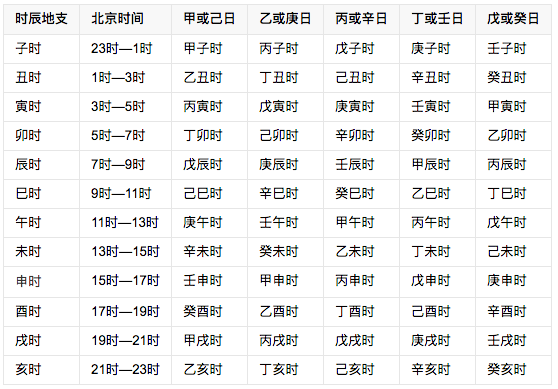 时辰地支 北京时间 甲或己日 乙或庚日 丙或辛日 丁或壬日 戊或癸日
子时 23时—1时 甲子时 丙子时 戊子时 庚子时 壬子时
丑时 1时—3时 乙丑时 丁丑时 己丑时 辛丑时 癸丑时
寅时 3时—5时 丙寅时 戊寅时 庚寅时 壬寅时 甲寅时
卯时 5时—7时 丁卯时 己卯时 辛卯时 癸卯时 乙卯时
辰时 7时—9时 戊辰时 庚辰时 壬辰时 甲辰时 丙辰时
巳时 9时—11时 己巳时 辛巳时 癸巳时 乙巳时 丁巳时
午时 11时—13时 庚午时 壬午时 甲午时 丙午时 戊午时
未时 13时—15时 辛未时 癸未时 乙未时 丁未时 己未时
申时 15时—17时 壬申时 甲申时 丙申时 戊申时 庚申时
酉时 17时—19时 癸酉时 乙酉时 丁酉时 己酉时 辛酉时
戌时 19时—21时 甲戌时 丙戌时 戊戌时 庚戌时 壬戌时
亥时 21时—23时 乙亥时 丁亥时 己亥时 辛亥时 癸亥时